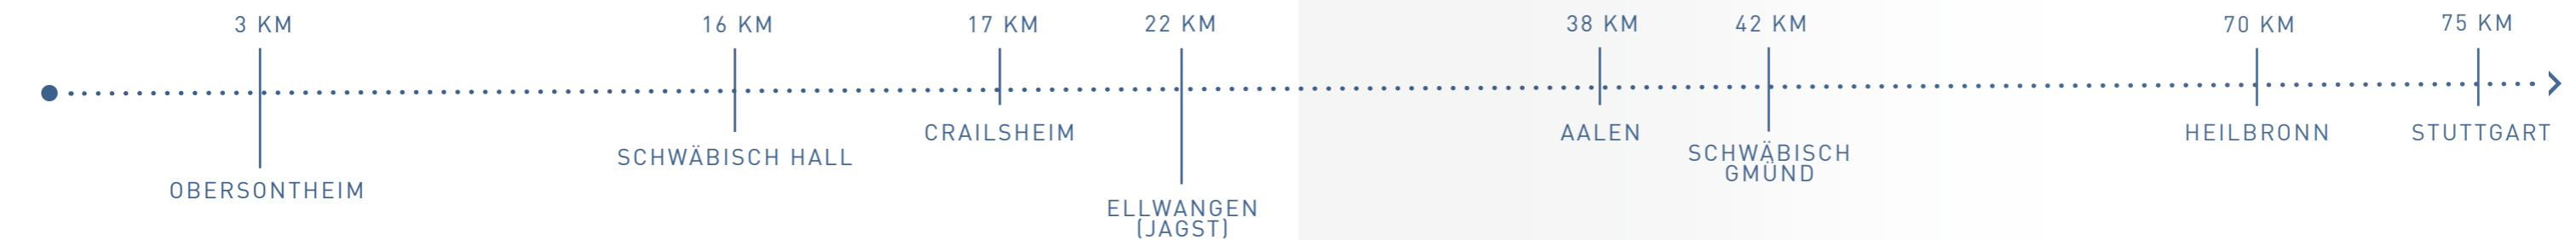 3 KM
16 KM
17 KM
22 KM
38 KM
42 KM
70 KM
75 KM
OBERSONTHEIM
SCHWÄBISCH HALL
CRAILSHEIM
ELLWANGEN
(JAGST)
AALEN
SCHWÄBISCH
GMÜND
HEILBRONN
STUTTGART